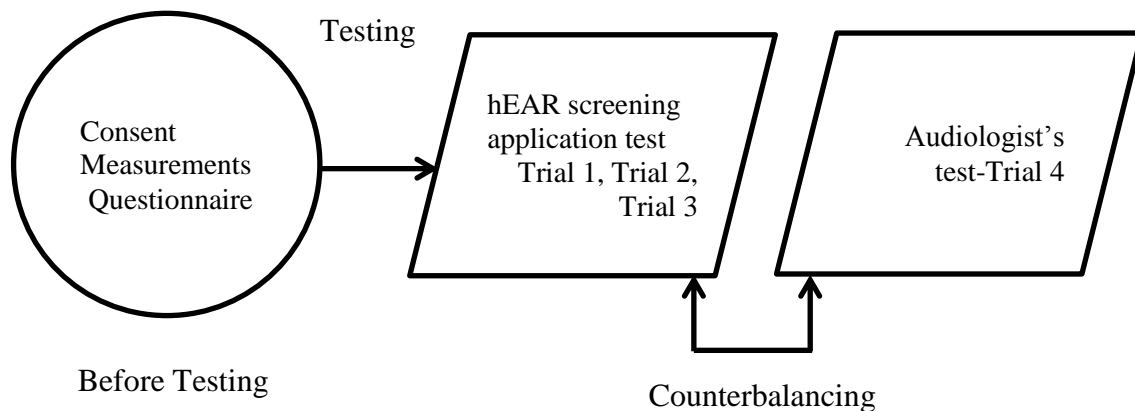 Testing
Consent
Measurements
Questionnaire
hEAR screening
application test
Trial 1, Trial 2,
Trial 3
Audiologist's
test-Trial 4
Before Testing
Counterbalancing